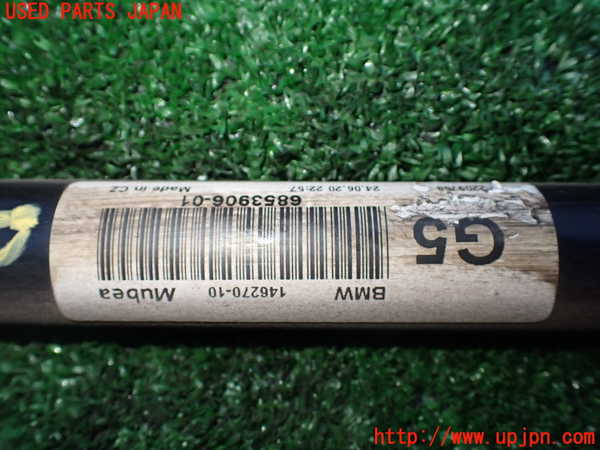 USED PARTS JAPAN
G5
BMW 146270-10 Mubea
6853906-01
24.06.20 22:57 Made in CZ
http://www.upjpn.com/